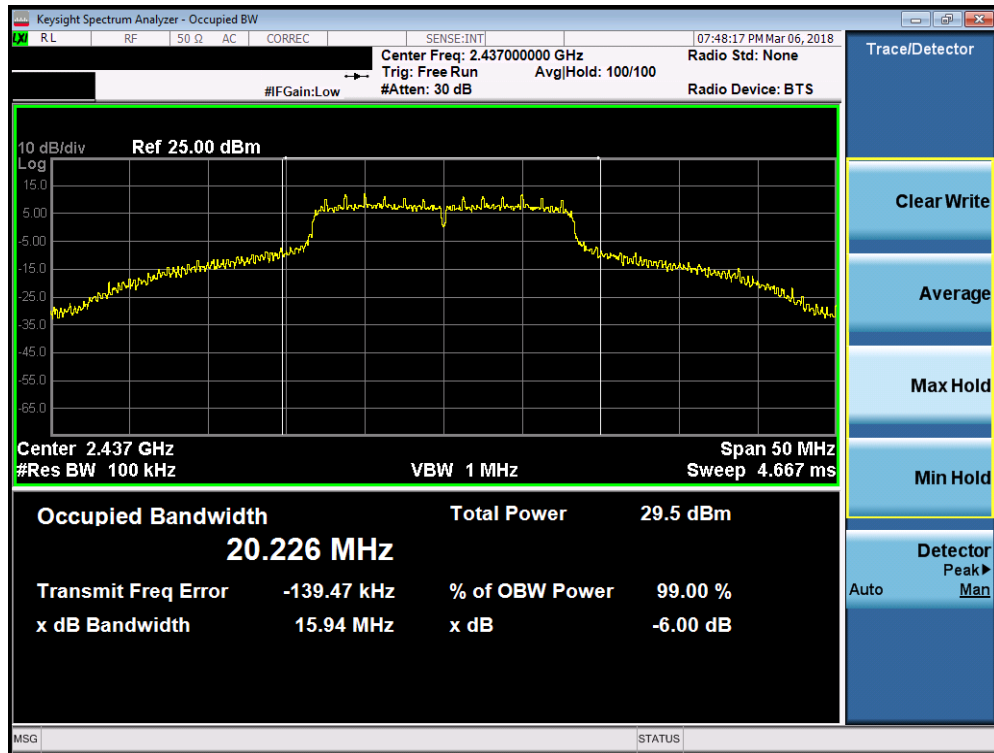 Keysight Spectrum Analyzer - Occupied BW
LXI RL RF 50 Ω AC CORREC SENSE:INT 07:48:17 PM Mar 06, 2018
Center Freq: 2.437000000 GHz Radio Std: None
Trig: Free Run Avg|Hold: 100/100
#IFGain:Low #Atten: 30 dB Radio Device: BTS
10 dB/div Ref 25.00 dBm
Log
15.0
5.00
-5.00
-15.0
-25.0
-35.0
-45.0
-55.0
-65.0
Center 2.437 GHz Span 50 MHz
#Res BW 100 kHz VBW 1 MHz Sweep 4.667 ms
Occupied Bandwidth Total Power 29.5 dBm
20.226 MHz
Transmit Freq Error -139.47 kHz % of OBW Power 99.00 %
x dB Bandwidth 15.94 MHz x dB -6.00 dB
MSG STATUS
Trace/Detector
Clear Write
Average
Max Hold
Min Hold
Detector
Peak▶
Auto Man